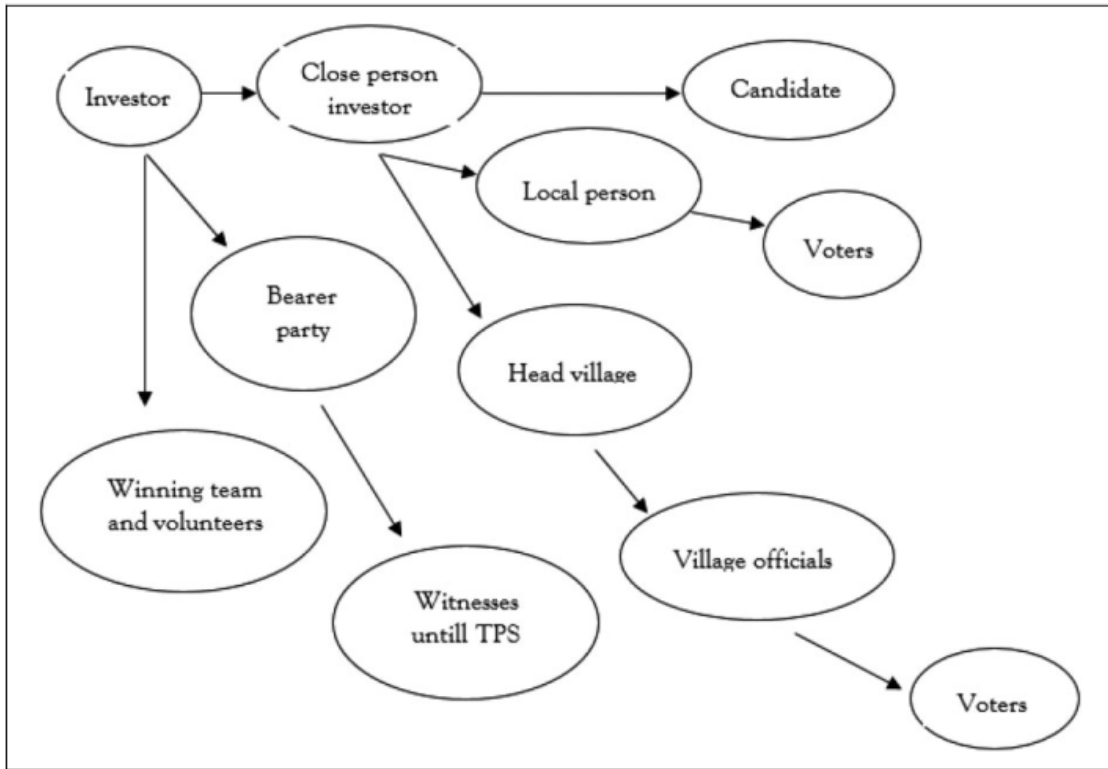 Investor
Close person
investor
Candidate
Local person
Voters
Bearer
party
Head village
Winning team
and volunteers
Village officials
Witnesses
untill TPS
Voters